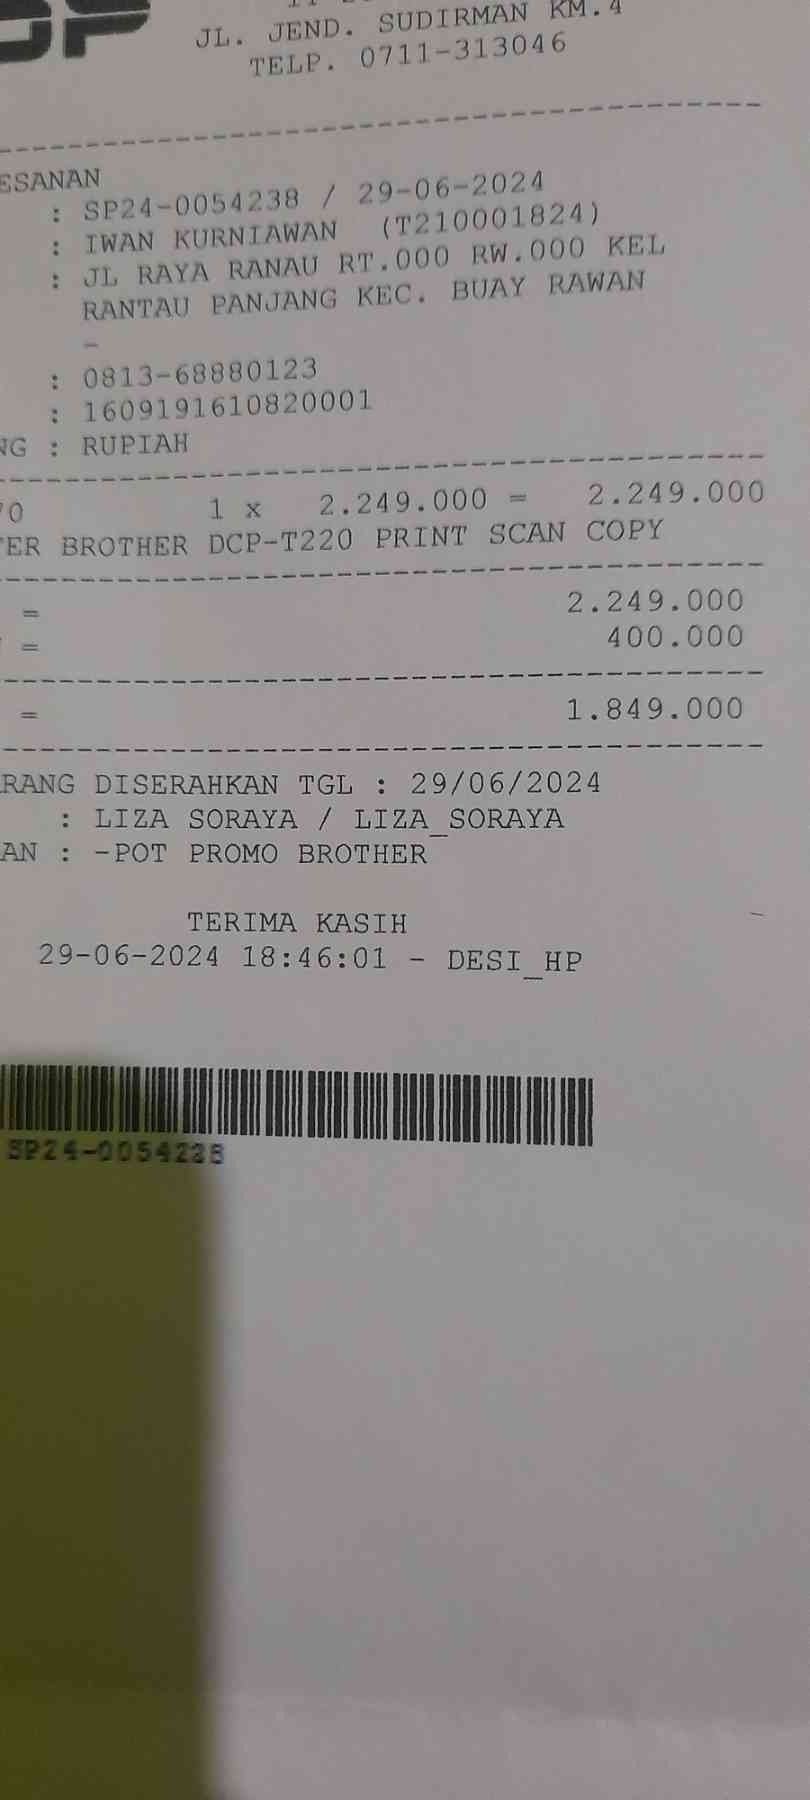 JL. JEND. SUDIRMAN KM.4
TELP. 0711-313046
ESANAN
: SP24-0054238 / 29-06-2024
: IWAN KURNIAWAN (T210001824)
: JL RAYA RANAU RT.000 RW.000 KEL
RANTAU PANJANG KEC. BUAY RAWAN
-
: 0813-68880123
: 1609191610820001
NG : RUPIAH
70 1 x 2.249.000 = 2.249.000
TER BROTHER DCP-T220 PRINT SCAN COPY
= 2.249.000
= 400.000
= 1.849.000
ARANG DISERAHKAN TGL : 29/06/2024
: LIZA SORAYA / LIZA_SORAYA
AN : -POT PROMO BROTHER
TERIMA KASIH
29-06-2024 18:46:01 - DESI_HP
SP24-0054238